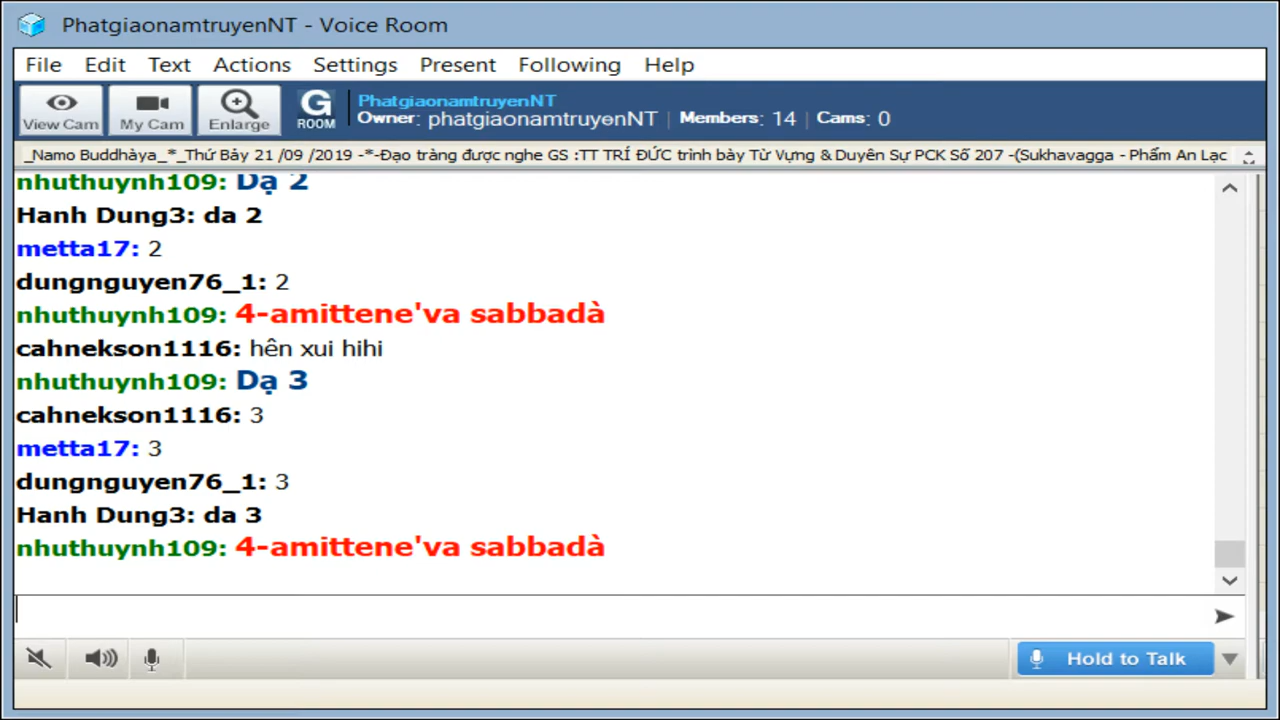 PhatgiaonamtruyenNT - Voice Room
File Edit Text Actions Settings Present Following Help
View Cam My Cam Enlarge G ROOM
PhatgiaonamtruyenNT
Owner: phatgiaonamtruyenNT | Members: 14 | Cams: 0
_Namo Buddhàya_*_Thứ Bảy 21 /09 /2019 -*-Đạo tràng được nghe GS :TT TRÍ ĐỨC trình bày Từ Vựng & Duyên Sự PCK Số 207 -(Sukhavagga - Phẩm An Lạc
nhuthuynh109: Dạ 2
Hanh Dung3: da 2
metta17: 2
dungnguyen76_1: 2
nhuthuynh109: 4-amittene'va sabbadà
cahnekson1116: hên xui hihi
nhuthuynh109: Dạ 3
cahnekson1116: 3
metta17: 3
dungnguyen76_1: 3
Hanh Dung3: da 3
nhuthuynh109: 4-amittene'va sabbadà
Hold to Talk